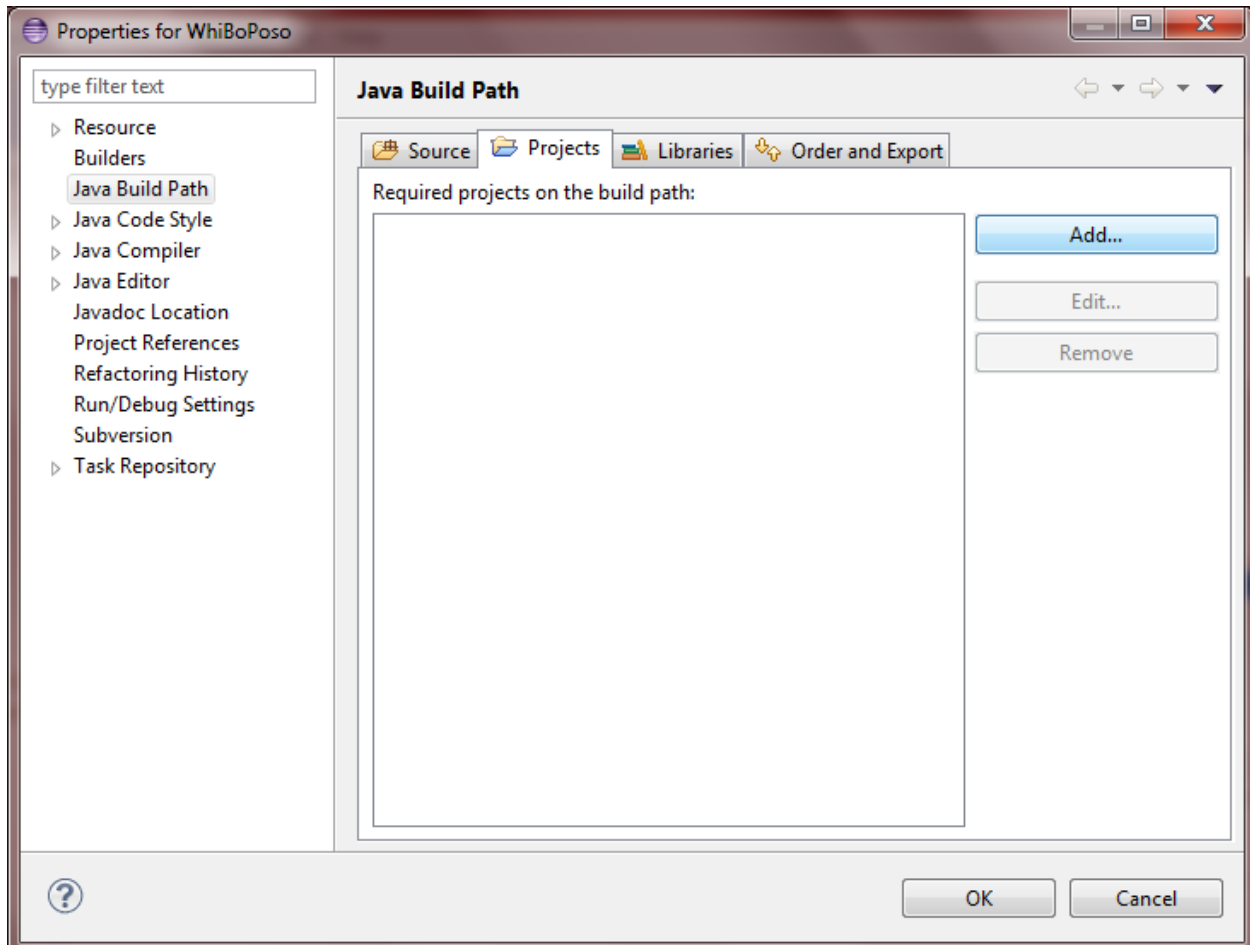 Properties for WhiBoPoso
type filter text
Resource
Builders
Java Build Path
Java Code Style
Java Compiler
Java Editor
Javadoc Location
Project References
Refactoring History
Run/Debug Settings
Subversion
Task Repository
Java Build Path
Source Projects Libraries Order and Export
Required projects on the build path:
Add...
Edit...
Remove
OK Cancel